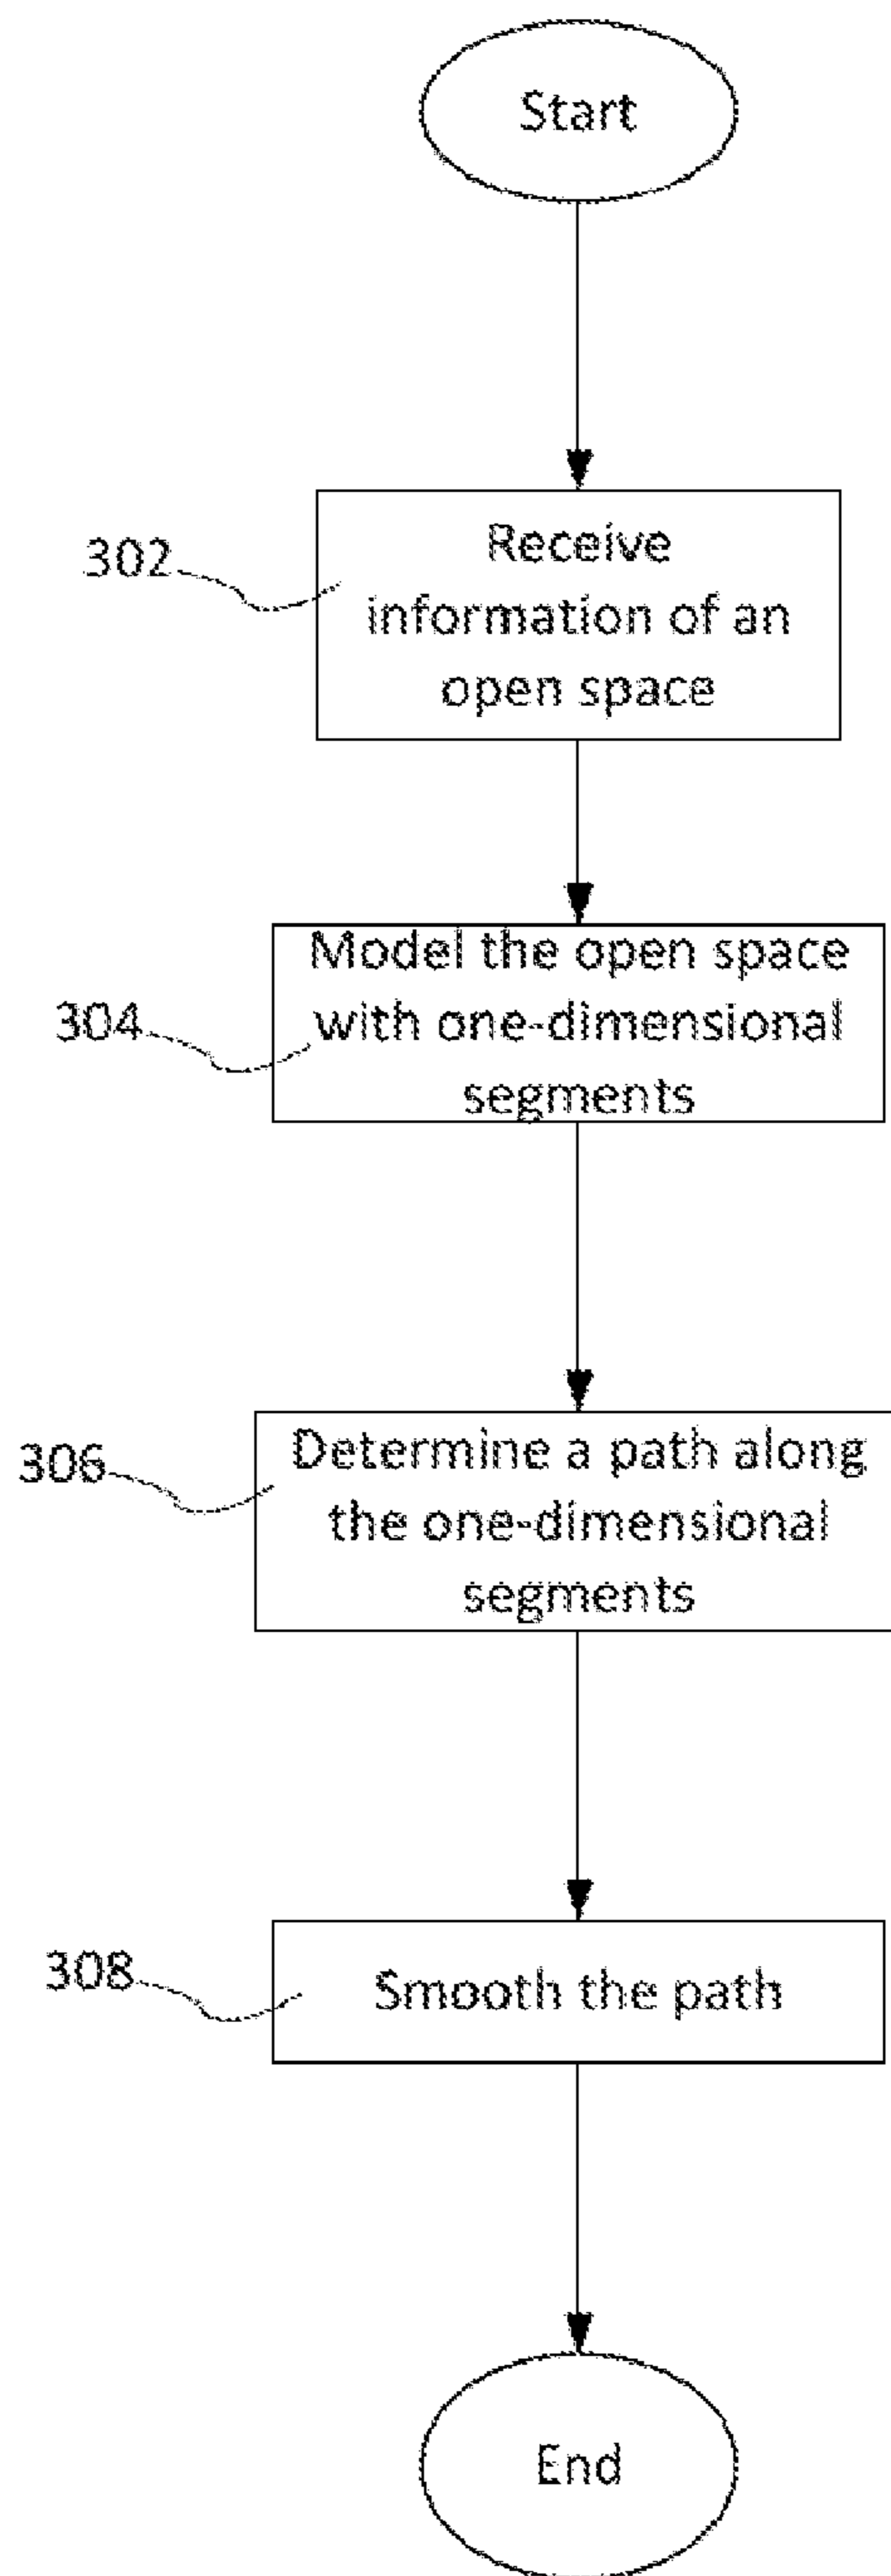 Start
302
Receive
information of an
open space
304
Model the open space
with one-dimensional
segments
306
Determine a path along
the one-dimensional
segments
308
Smooth the path
End